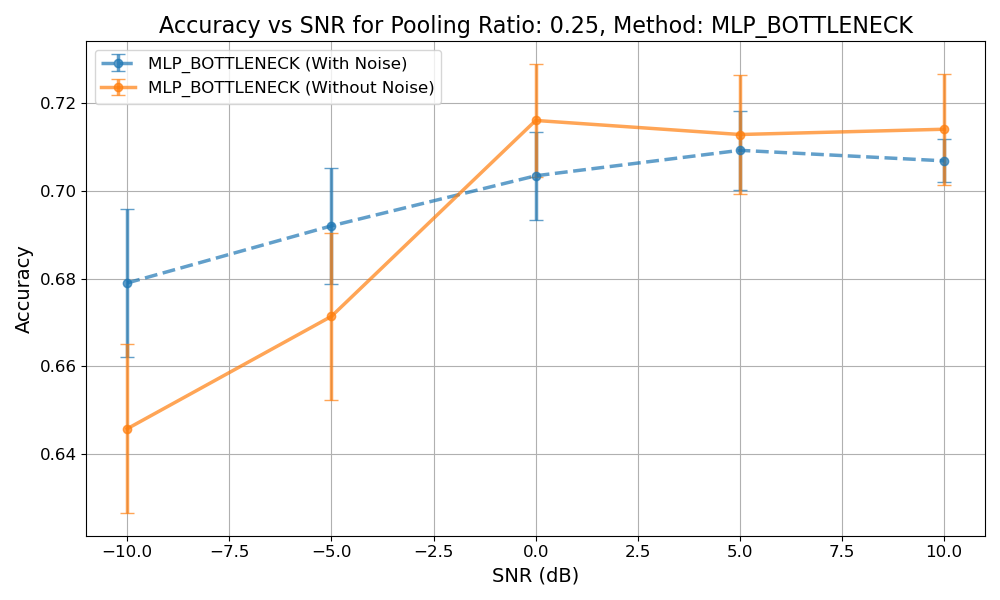 Accuracy vs SNR for Pooling Ratio: 0.25, Method: MLP_BOTTLENECK
MLP_BOTTLENECK (With Noise)
MLP_BOTTLENECK (Without Noise)
Accuracy
0.72
0.70
0.68
0.66
0.64
−10.0 −7.5 −5.0 −2.5 0.0 2.5 5.0 7.5 10.0
SNR (dB)